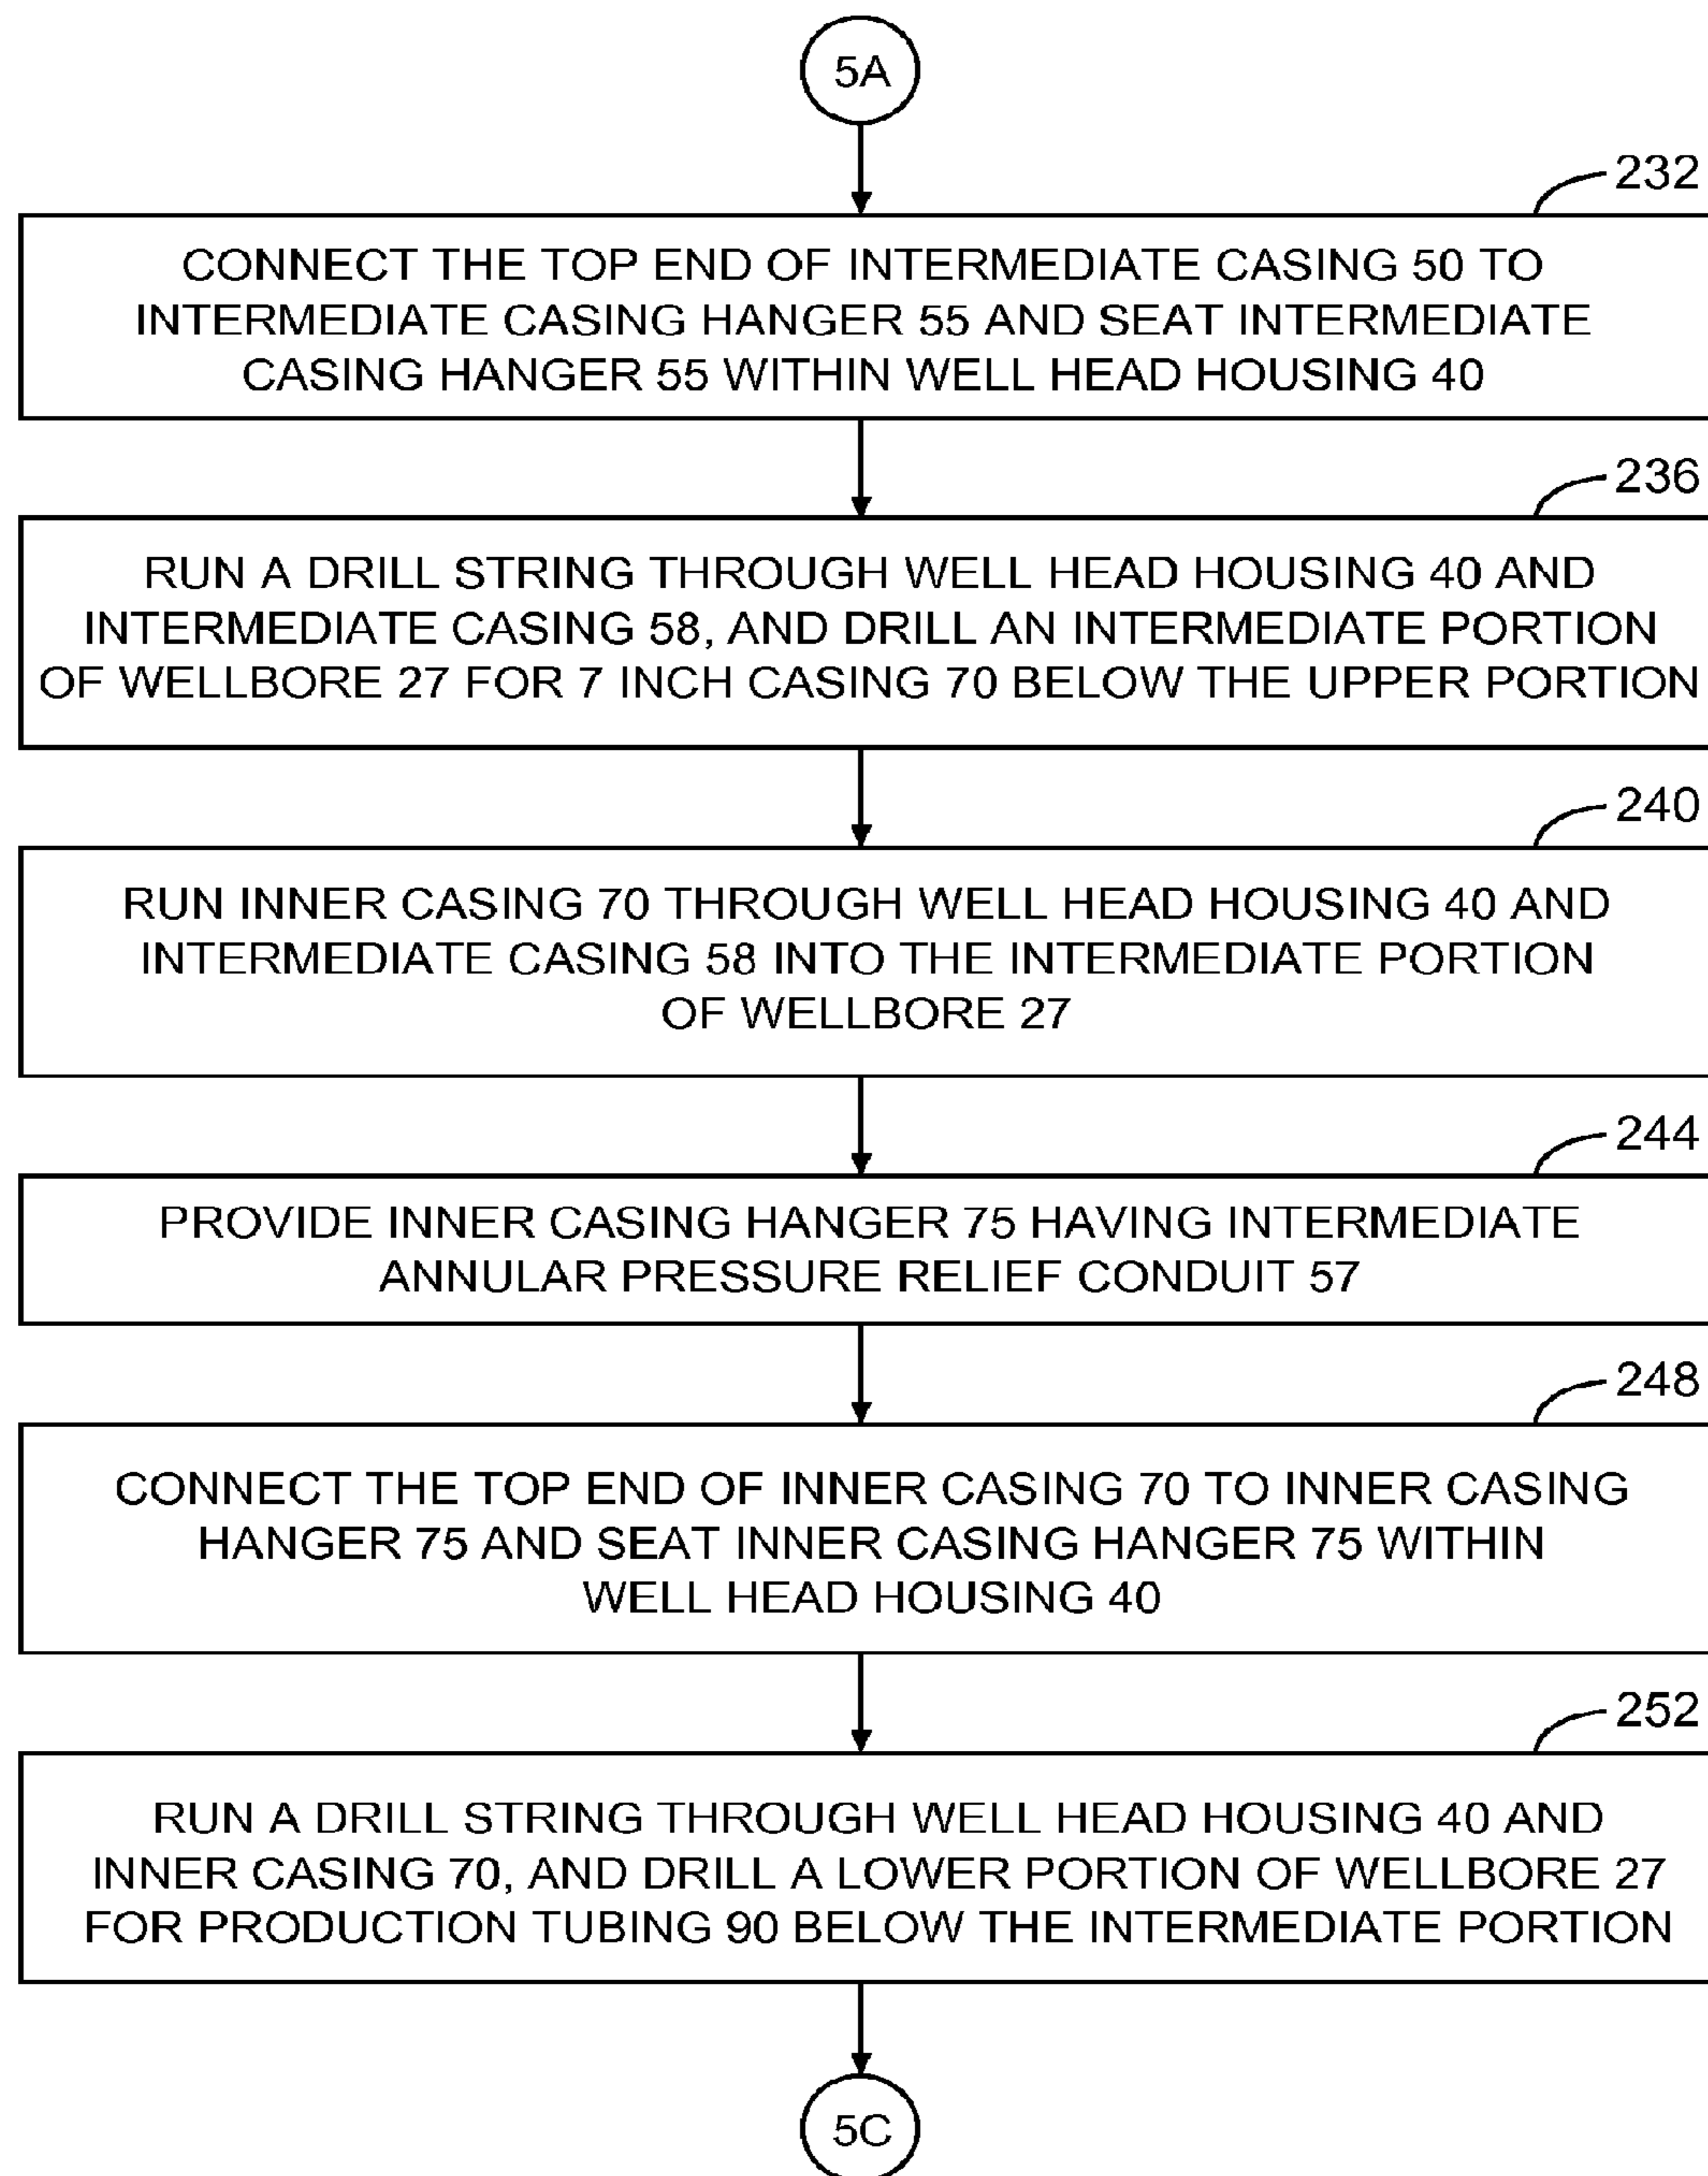 5A
232
CONNECT THE TOP END OF INTERMEDIATE CASING 50 TO
INTERMEDIATE CASING HANGER 55 AND SEAT INTERMEDIATE
CASING HANGER 55 WITHIN WELL HEAD HOUSING 40
236
RUN A DRILL STRING THROUGH WELL HEAD HOUSING 40 AND
INTERMEDIATE CASING 58, AND DRILL AN INTERMEDIATE PORTION
OF WELLBORE 27 FOR 7 INCH CASING 70 BELOW THE UPPER PORTION
240
RUN INNER CASING 70 THROUGH WELL HEAD HOUSING 40 AND
INTERMEDIATE CASING 58 INTO THE INTERMEDIATE PORTION
OF WELLBORE 27
244
PROVIDE INNER CASING HANGER 75 HAVING INTERMEDIATE
ANNULAR PRESSURE RELIEF CONDUIT 57
248
CONNECT THE TOP END OF INNER CASING 70 TO INNER CASING
HANGER 75 AND SEAT INNER CASING HANGER 75 WITHIN
WELL HEAD HOUSING 40
252
RUN A DRILL STRING THROUGH WELL HEAD HOUSING 40 AND
INNER CASING 70, AND DRILL A LOWER PORTION OF WELLBORE 27
FOR PRODUCTION TUBING 90 BELOW THE INTERMEDIATE PORTION
5C